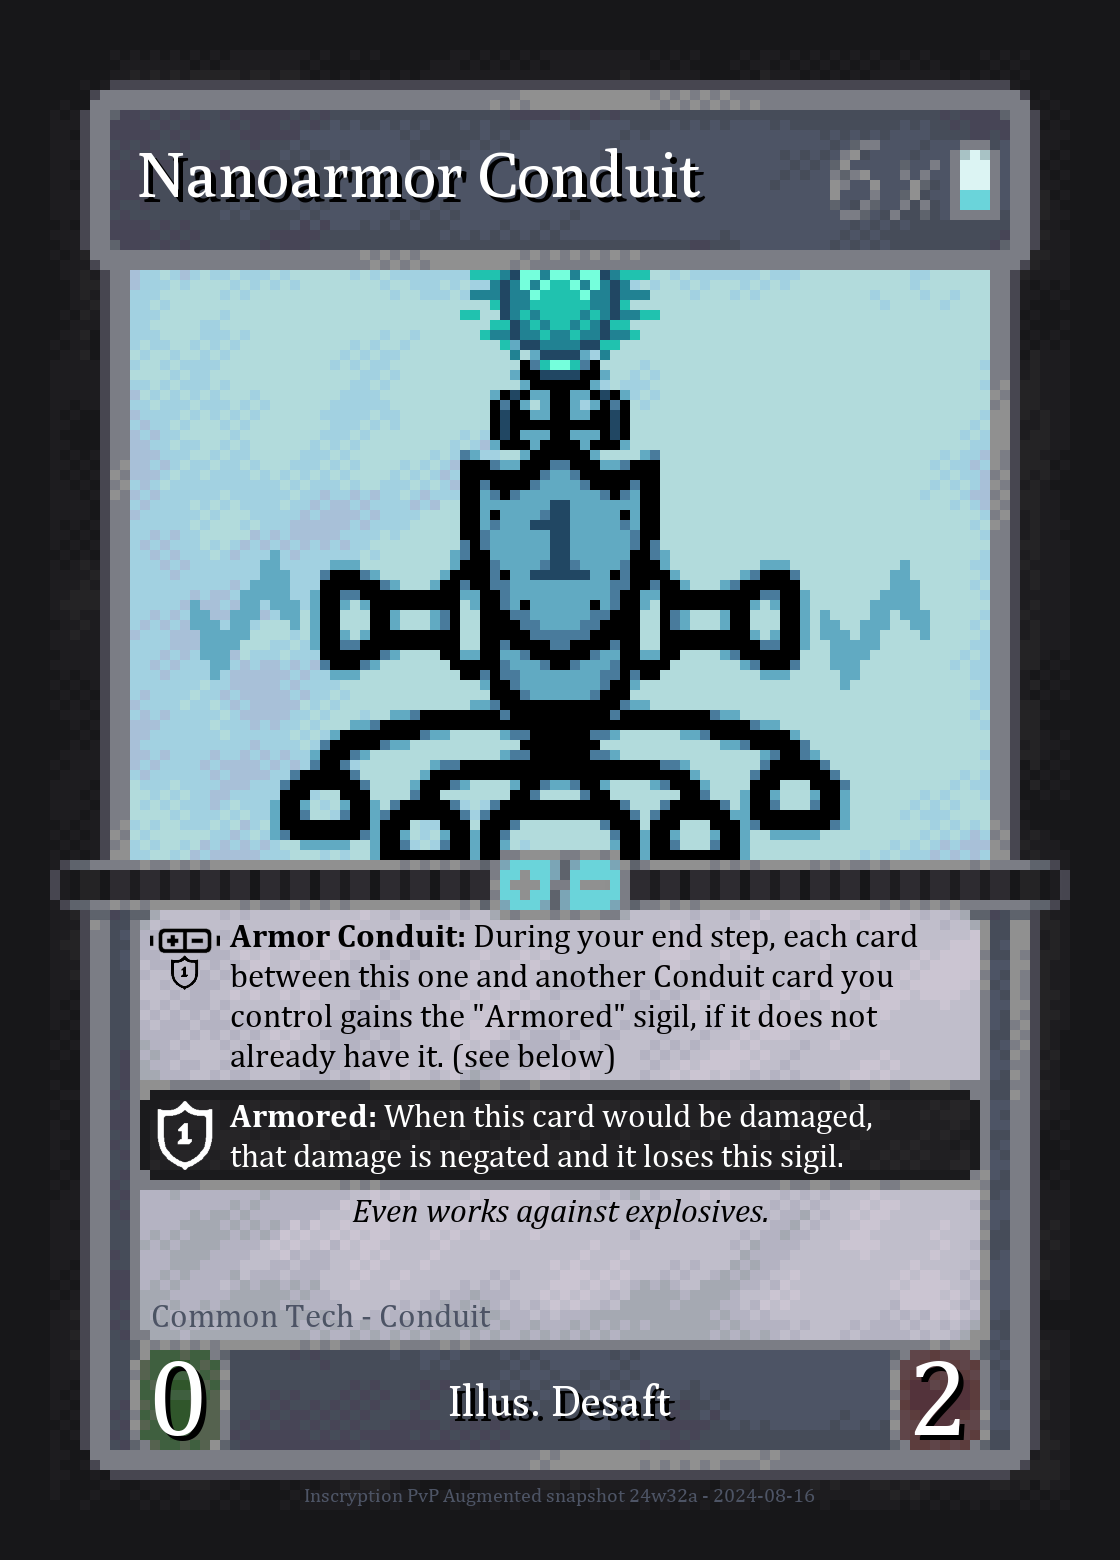 Nanoarmor Conduit 6x
1
Armor Conduit: During your end step, each card
between this one and another Conduit card you
control gains the "Armored" sigil, if it does not
already have it. (see below)
1
1
Armored: When this card would be damaged,
that damage is negated and it loses this sigil.
Even works against explosives.
Common Tech - Conduit
0 Illus. Desaft 2
Inscryption PvP Augmented snapshot 24w32a - 2024-08-16